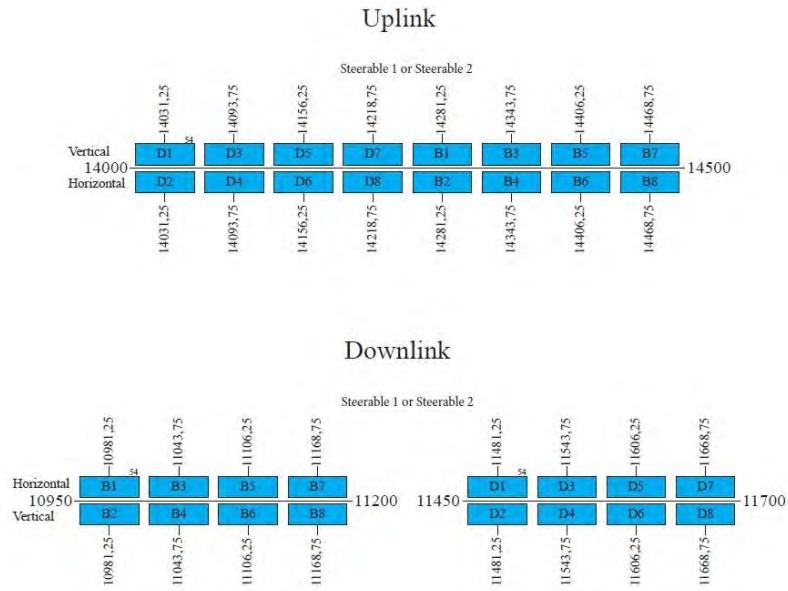 Uplink
Steerable 1 or Steerable 2
14031,25 14093,75 14156,25 14218,75 14281,25 14343,75 14406,25 14468,75
54
Vertical D1 D3 D5 D7 B1 B3 B5 B7
14000 14500
Horizontal D2 D4 D6 D8 B2 B4 B6 B8
14031,25 14093,75 14156,25 14218,75 14281,25 14343,75 14406,25 14468,75
Downlink
Steerable 1 or Steerable 2
10981,25 11043,75 11106,25 11168,75 11481,25 11543,75 11606,25 11668,75
54 54
Horizontal B1 B3 B5 B7 D1 D3 D5 D7
10950 11200 11450 11700
Vertical B2 B4 B6 B8 D2 D4 D6 D8
10981,25 11043,75 11106,25 11168,75 11481,25 11543,75 11606,25 11668,75